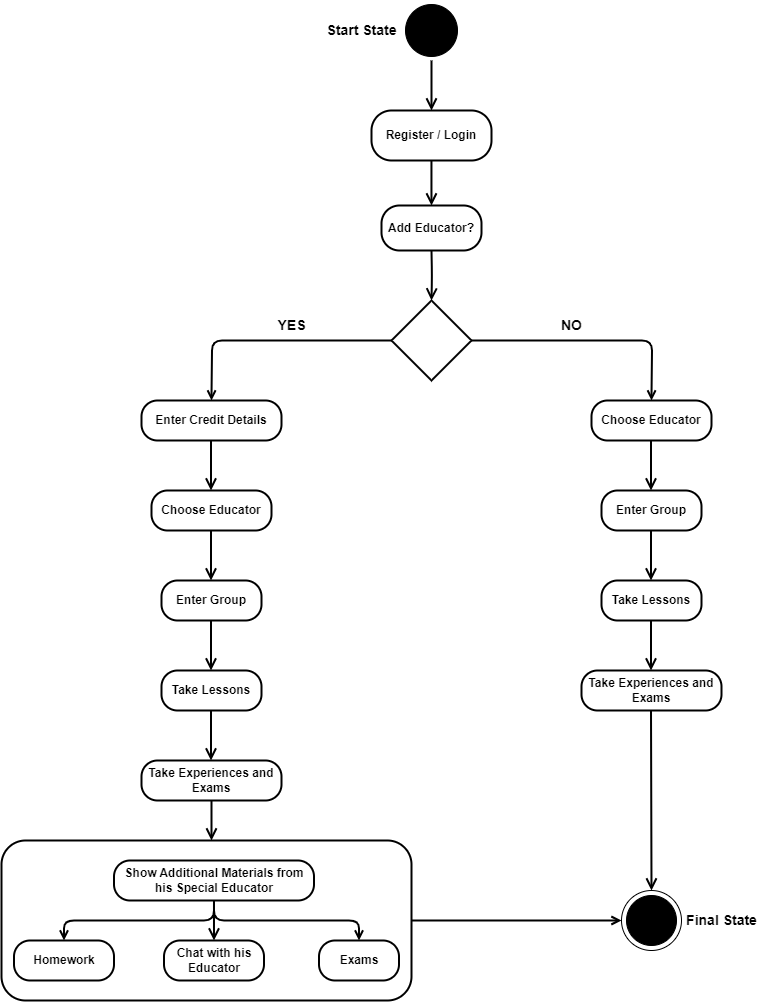 Start State
Register / Login
Add Educator?
YES
NO
Enter Credit Details
Choose Educator
Choose Educator
Enter Group
Enter Group
Take Lessons
Take Lessons
Take Experiences and
Exams
Take Experiences and
Exams
Show Additional Materials from
his Special Educator
Homework
Chat with his
Educator
Exams
Final State